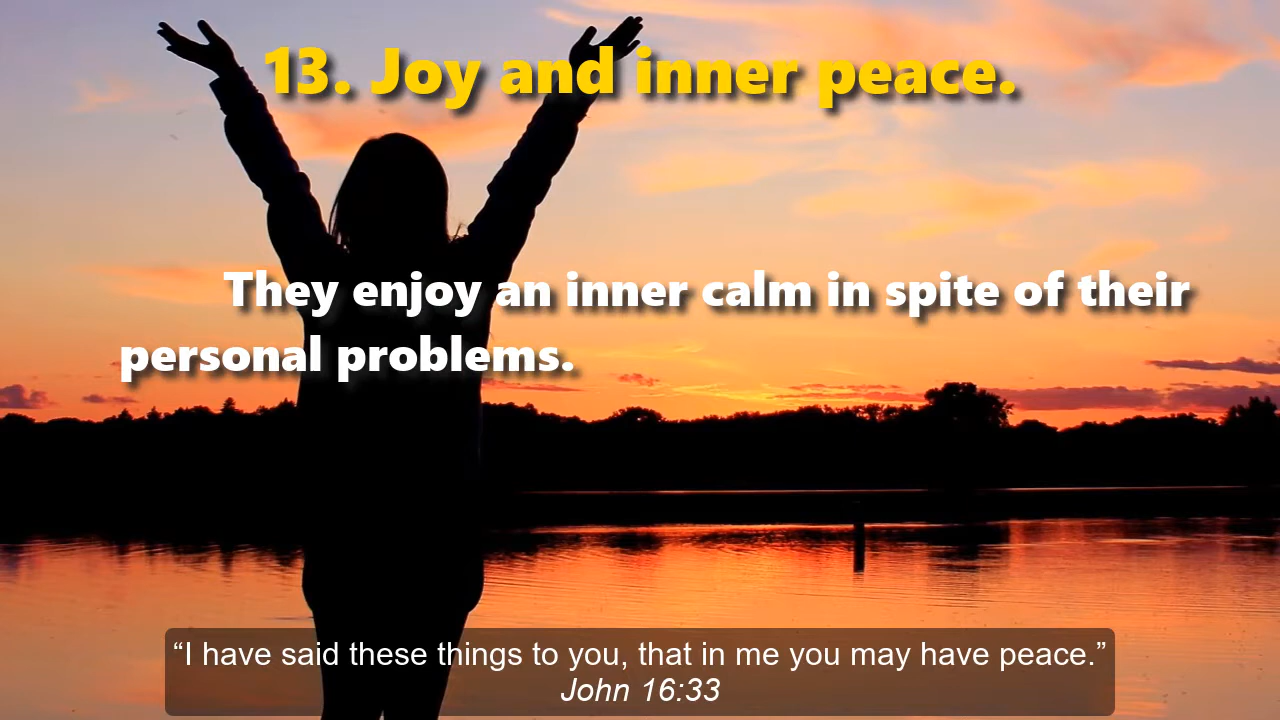 13. Joy and inner peace.
They enjoy an inner calm in spite of their
personal problems.
“I have said these things to you, that in me you may have peace.”
John 16:33